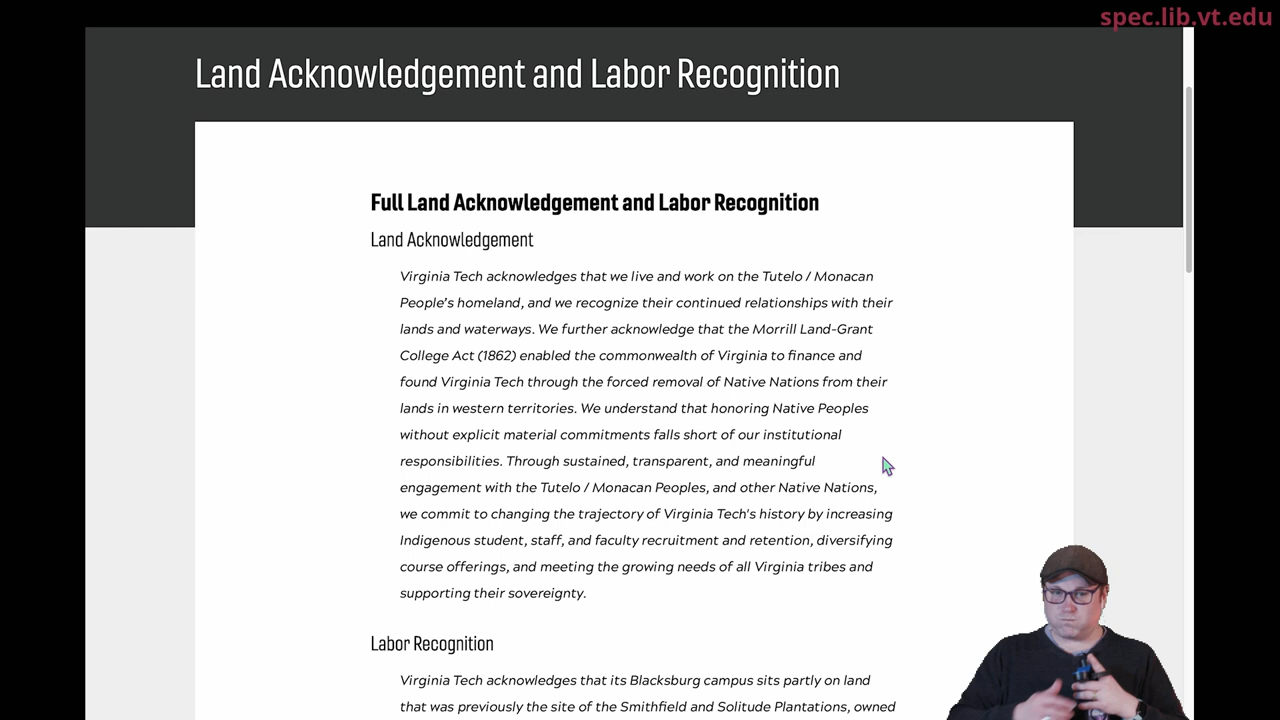 spec.lib.vt.edu
Land Acknowledgement and Labor Recognition
Full Land Acknowledgement and Labor Recognition
Land Acknowledgement
Virginia Tech acknowledges that we live and work on the Tutelo / Monacan
People's homeland, and we recognize their continued relationships with their
lands and waterways. We further acknowledge that the Morrill Land-Grant
College Act (1862) enabled the commonwealth of Virginia to finance and
found Virginia Tech through the forced removal of Native Nations from their
lands in western territories. We understand that honoring Native Peoples
without explicit material commitments falls short of our institutional
responsibilities. Through sustained, transparent, and meaningful
engagement with the Tutelo / Monacan Peoples, and other Native Nations,
we commit to changing the trajectory of Virginia Tech's history by increasing
Indigenous student, staff, and faculty recruitment and retention, diversifying
course offerings, and meeting the growing needs of all Virginia tribes and
supporting their sovereignty.
Labor Recognition
Virginia Tech acknowledges that its Blacksburg campus sits partly on land
that was previously the site of the Smithfield and Solitude Plantations, owned